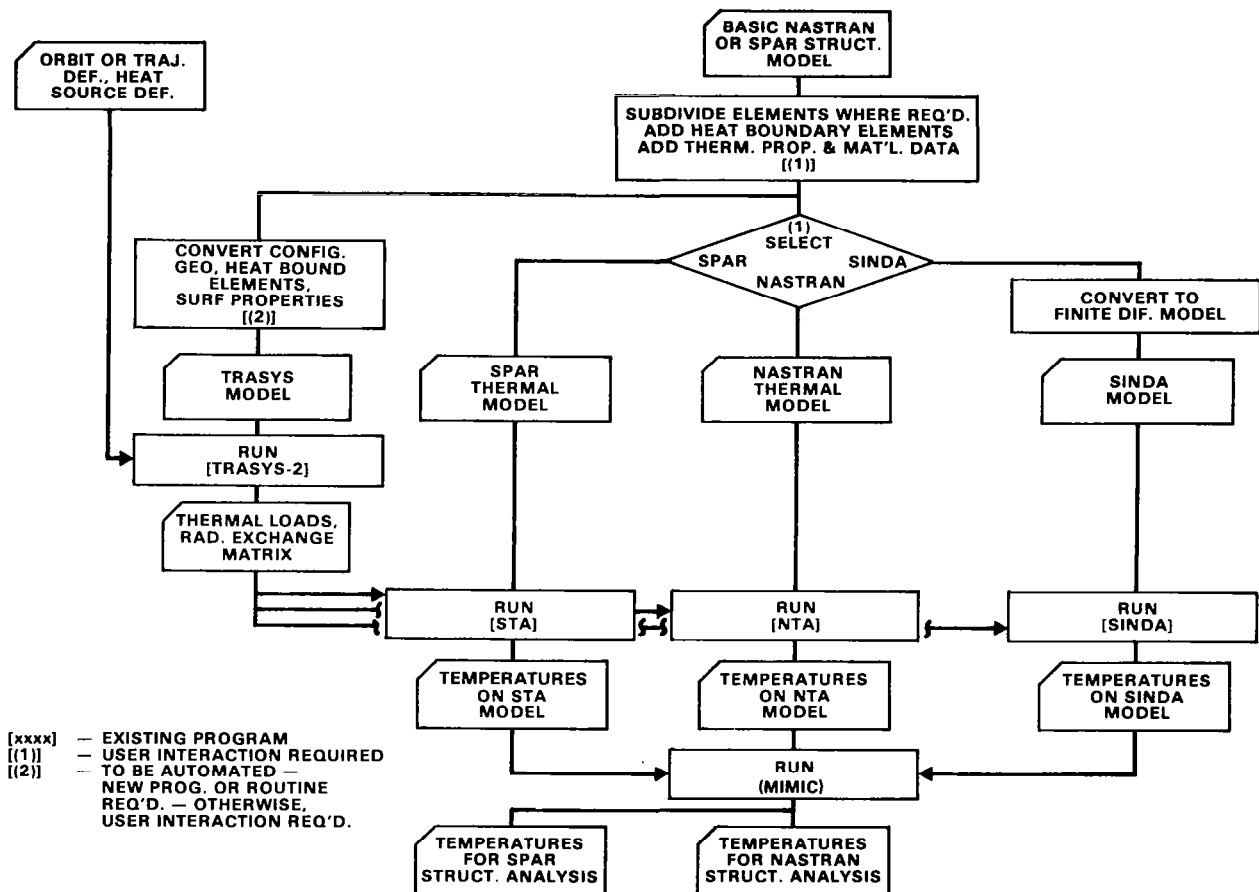 BASIC NASTRAN
OR SPAR STRUCT.
MODEL
ORBIT OR TRAJ.
DEF., HEAT
SOURCE DEF.
SUBDIVIDE ELEMENTS WHERE REQ'D.
ADD HEAT BOUNDARY ELEMENTS
ADD THERM. PROP. & MAT'L. DATA
[(1)]
(1)
SELECT
SPAR
SINDA
NASTRAN
CONVERT CONFIG.
GEO, HEAT BOUND
ELEMENTS,
SURF PROPERTIES
[(2)]
CONVERT TO
FINITE DIF. MODEL
TRASYS
MODEL
SPAR
THERMAL
MODEL
NASTRAN
THERMAL
MODEL
SINDA
MODEL
RUN
[TRASYS-2]
THERMAL LOADS,
RAD. EXCHANGE
MATRIX
RUN
[STA]
RUN
[NTA]
RUN
[SINDA]
TEMPERATURES
ON STA
MODEL
TEMPERATURES
ON NTA
MODEL
TEMPERATURES
ON SINDA
MODEL
[xxxx] — EXISTING PROGRAM
[(1)] — USER INTERACTION REQUIRED
[(2)] — TO BE AUTOMATED —
NEW PROG. OR ROUTINE
REQ'D. — OTHERWISE,
USER INTERACTION REQ'D.
RUN
(MIMIC)
TEMPERATURES
FOR SPAR
STRUCT. ANALYSIS
TEMPERATURES
FOR NASTRAN
STRUCT. ANALYSIS